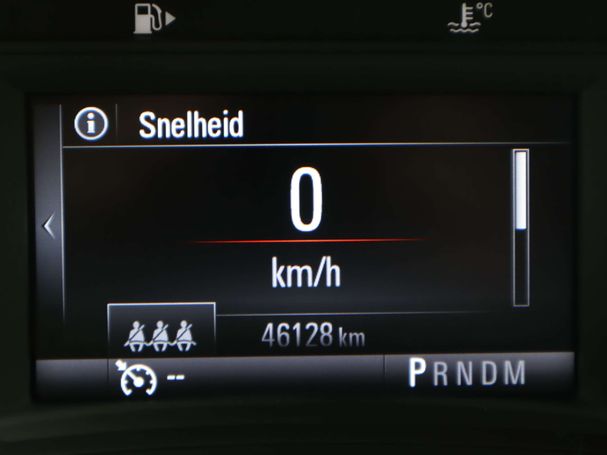 °C
i Snelheid
0
km/h
46128 km
--
PRNDM